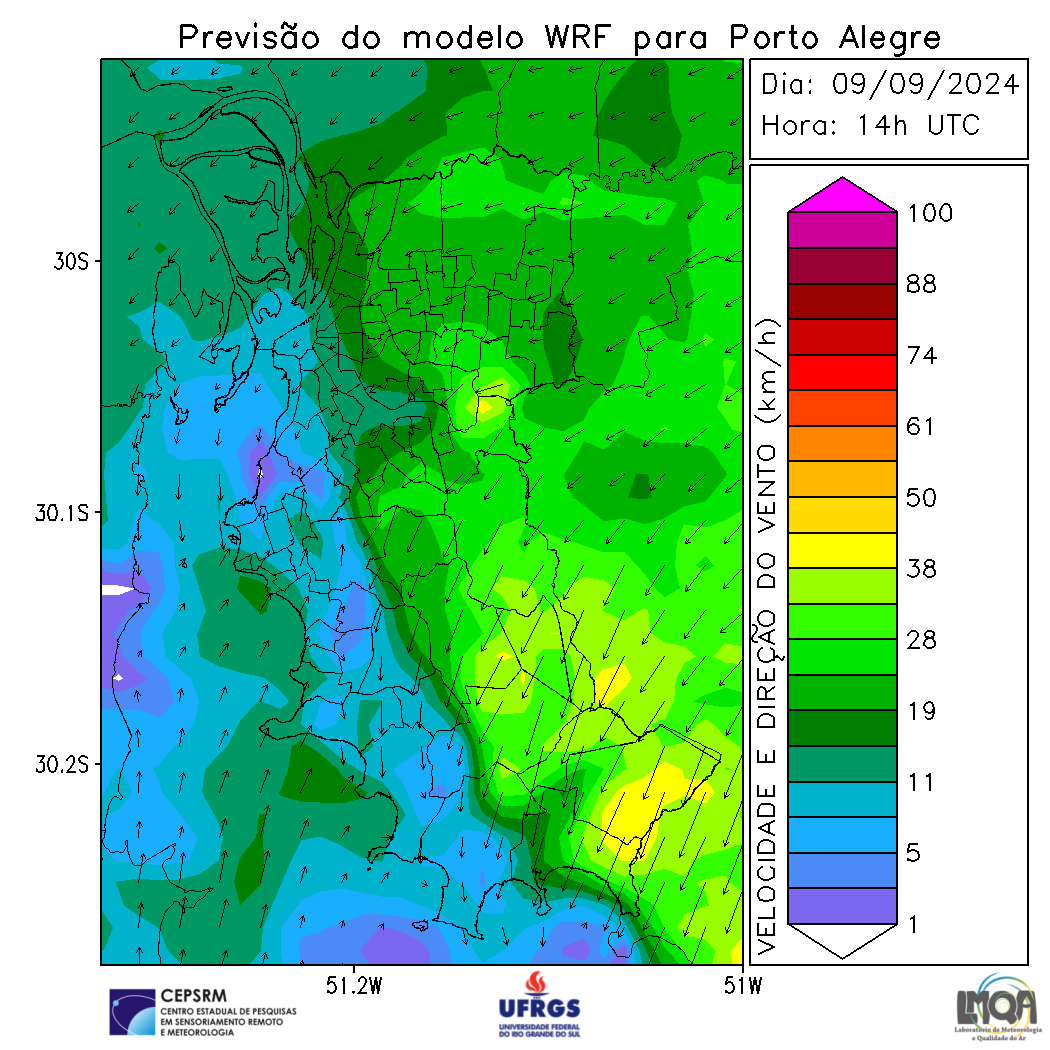 Previsão do modelo WRF para Porto Alegre
Dia: 09/09/2024
Hora: 14h UTC
30S
30.1S
30.2S
51.2W
51W
VELOCIDADE E DIREÇÃO DO VENTO (km/h)
100
88
74
61
50
38
28
19
11
5
1
CEPSRM
CENTRO ESTADUAL DE PESQUISAS
EM SENSORIAMENTO REMOTO
E METEOROLOGIA
UFRGS
UNIVERSIDADE FEDERAL
DO RIO GRANDE DO SUL
LMQA
Laboratório de Meteorologia
e Qualidade do Ar